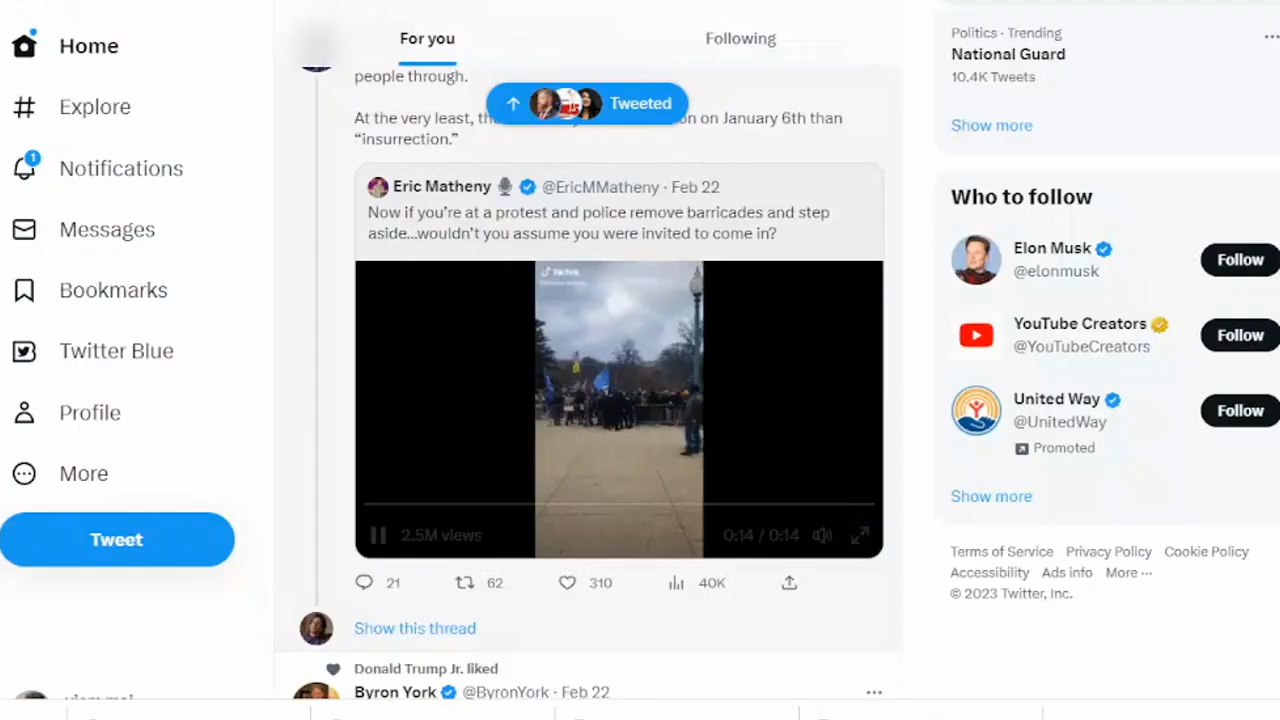 Home
Explore
1
Notifications
Messages
Bookmarks
Twitter Blue
Profile
More
Tweet
For you
Following
people through.
Tweeted
At the very least, on on January 6th than
“insurrection.”
Eric Matheny @EricMMatheny · Feb 22
Now if you’re at a protest and police remove barricades and step
aside...wouldn’t you assume you were invited to come in?
TikTok
2.5M views
0:14 / 0:14
21
62
310
40K
Show this thread
Donald Trump Jr. liked
Byron York @ByronYork · Feb 22
Politics · Trending
National Guard
10.4K Tweets
Show more
Who to follow
Elon Musk
@elonmusk
Follow
YouTube Creators
@YouTubeCreators
Follow
United Way
@UnitedWay
Follow
Promoted
Show more
Terms of Service Privacy Policy Cookie Policy
Accessibility Ads info More ...
© 2023 Twitter, Inc.